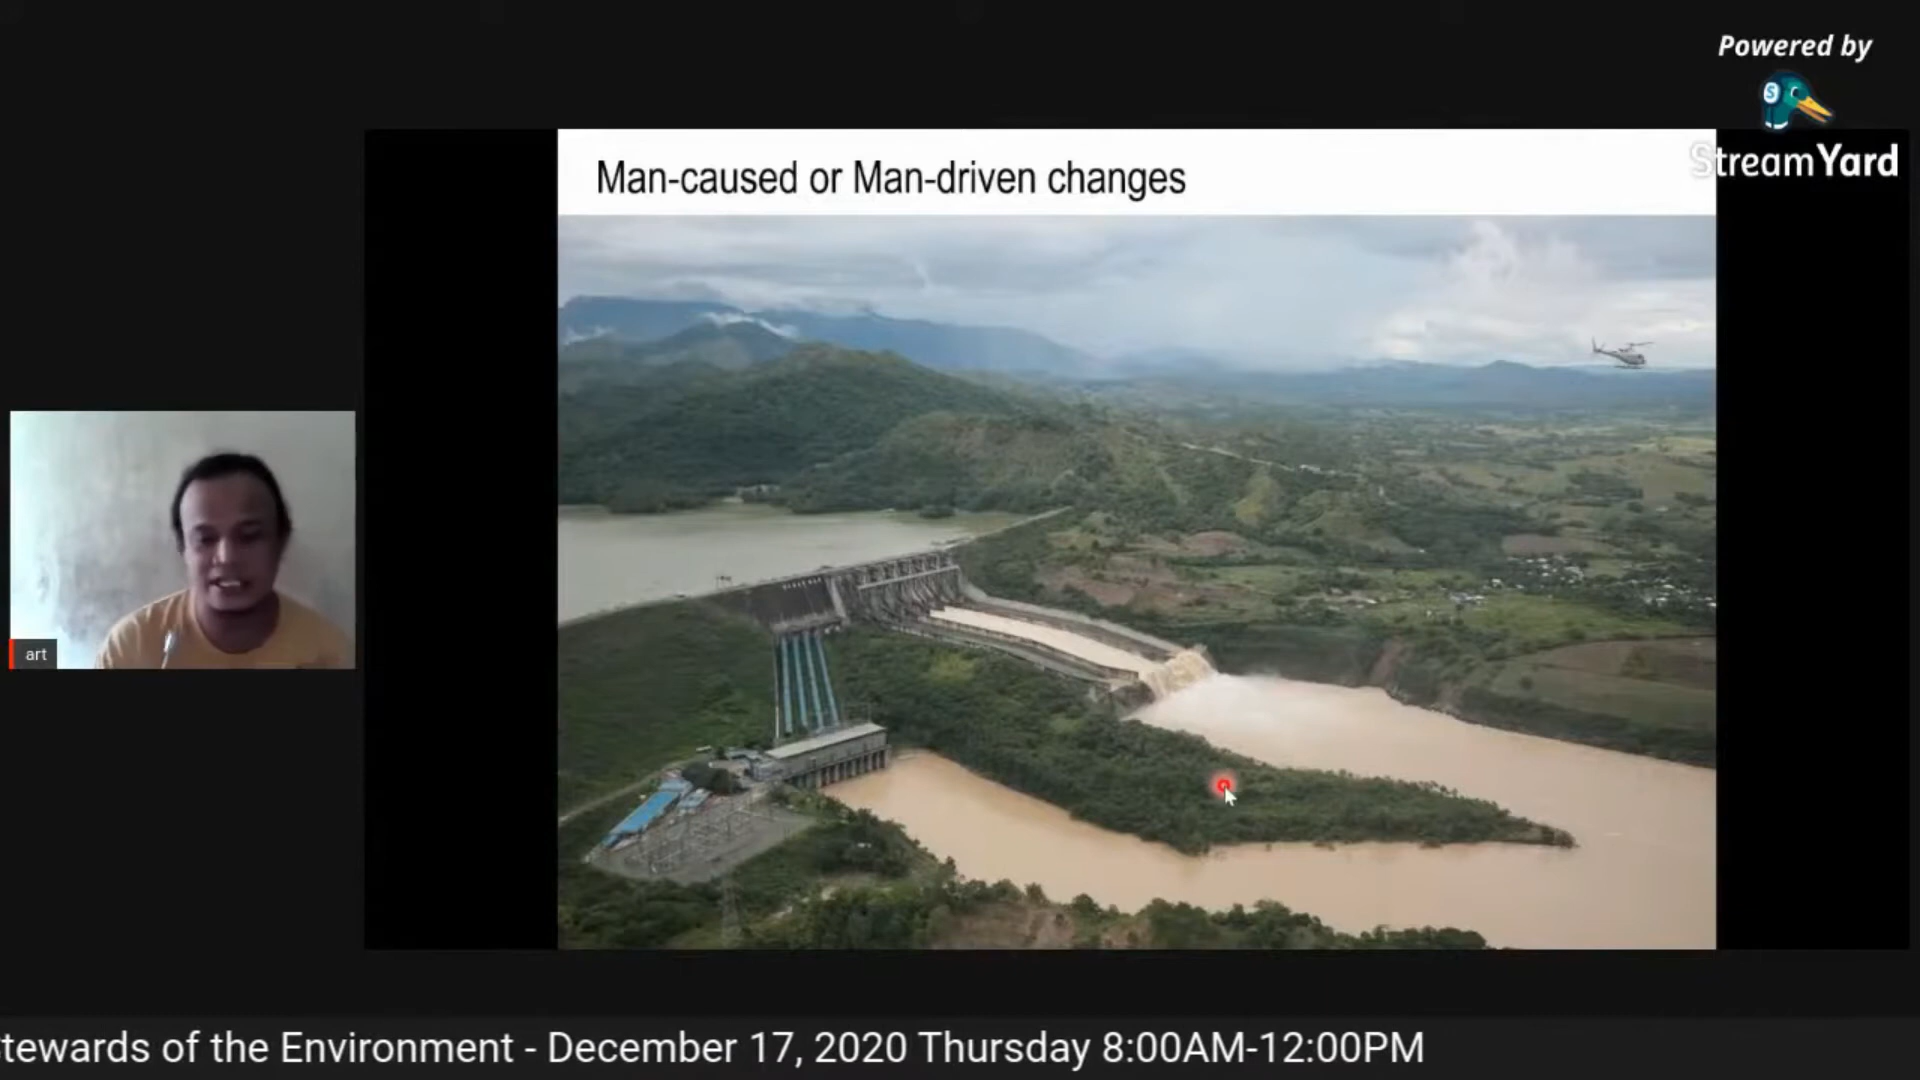 Powered by
StreamYard
Man-caused or Man-driven changes
art
tewards of the Environment - December 17, 2020 Thursday 8:00AM-12:00PM